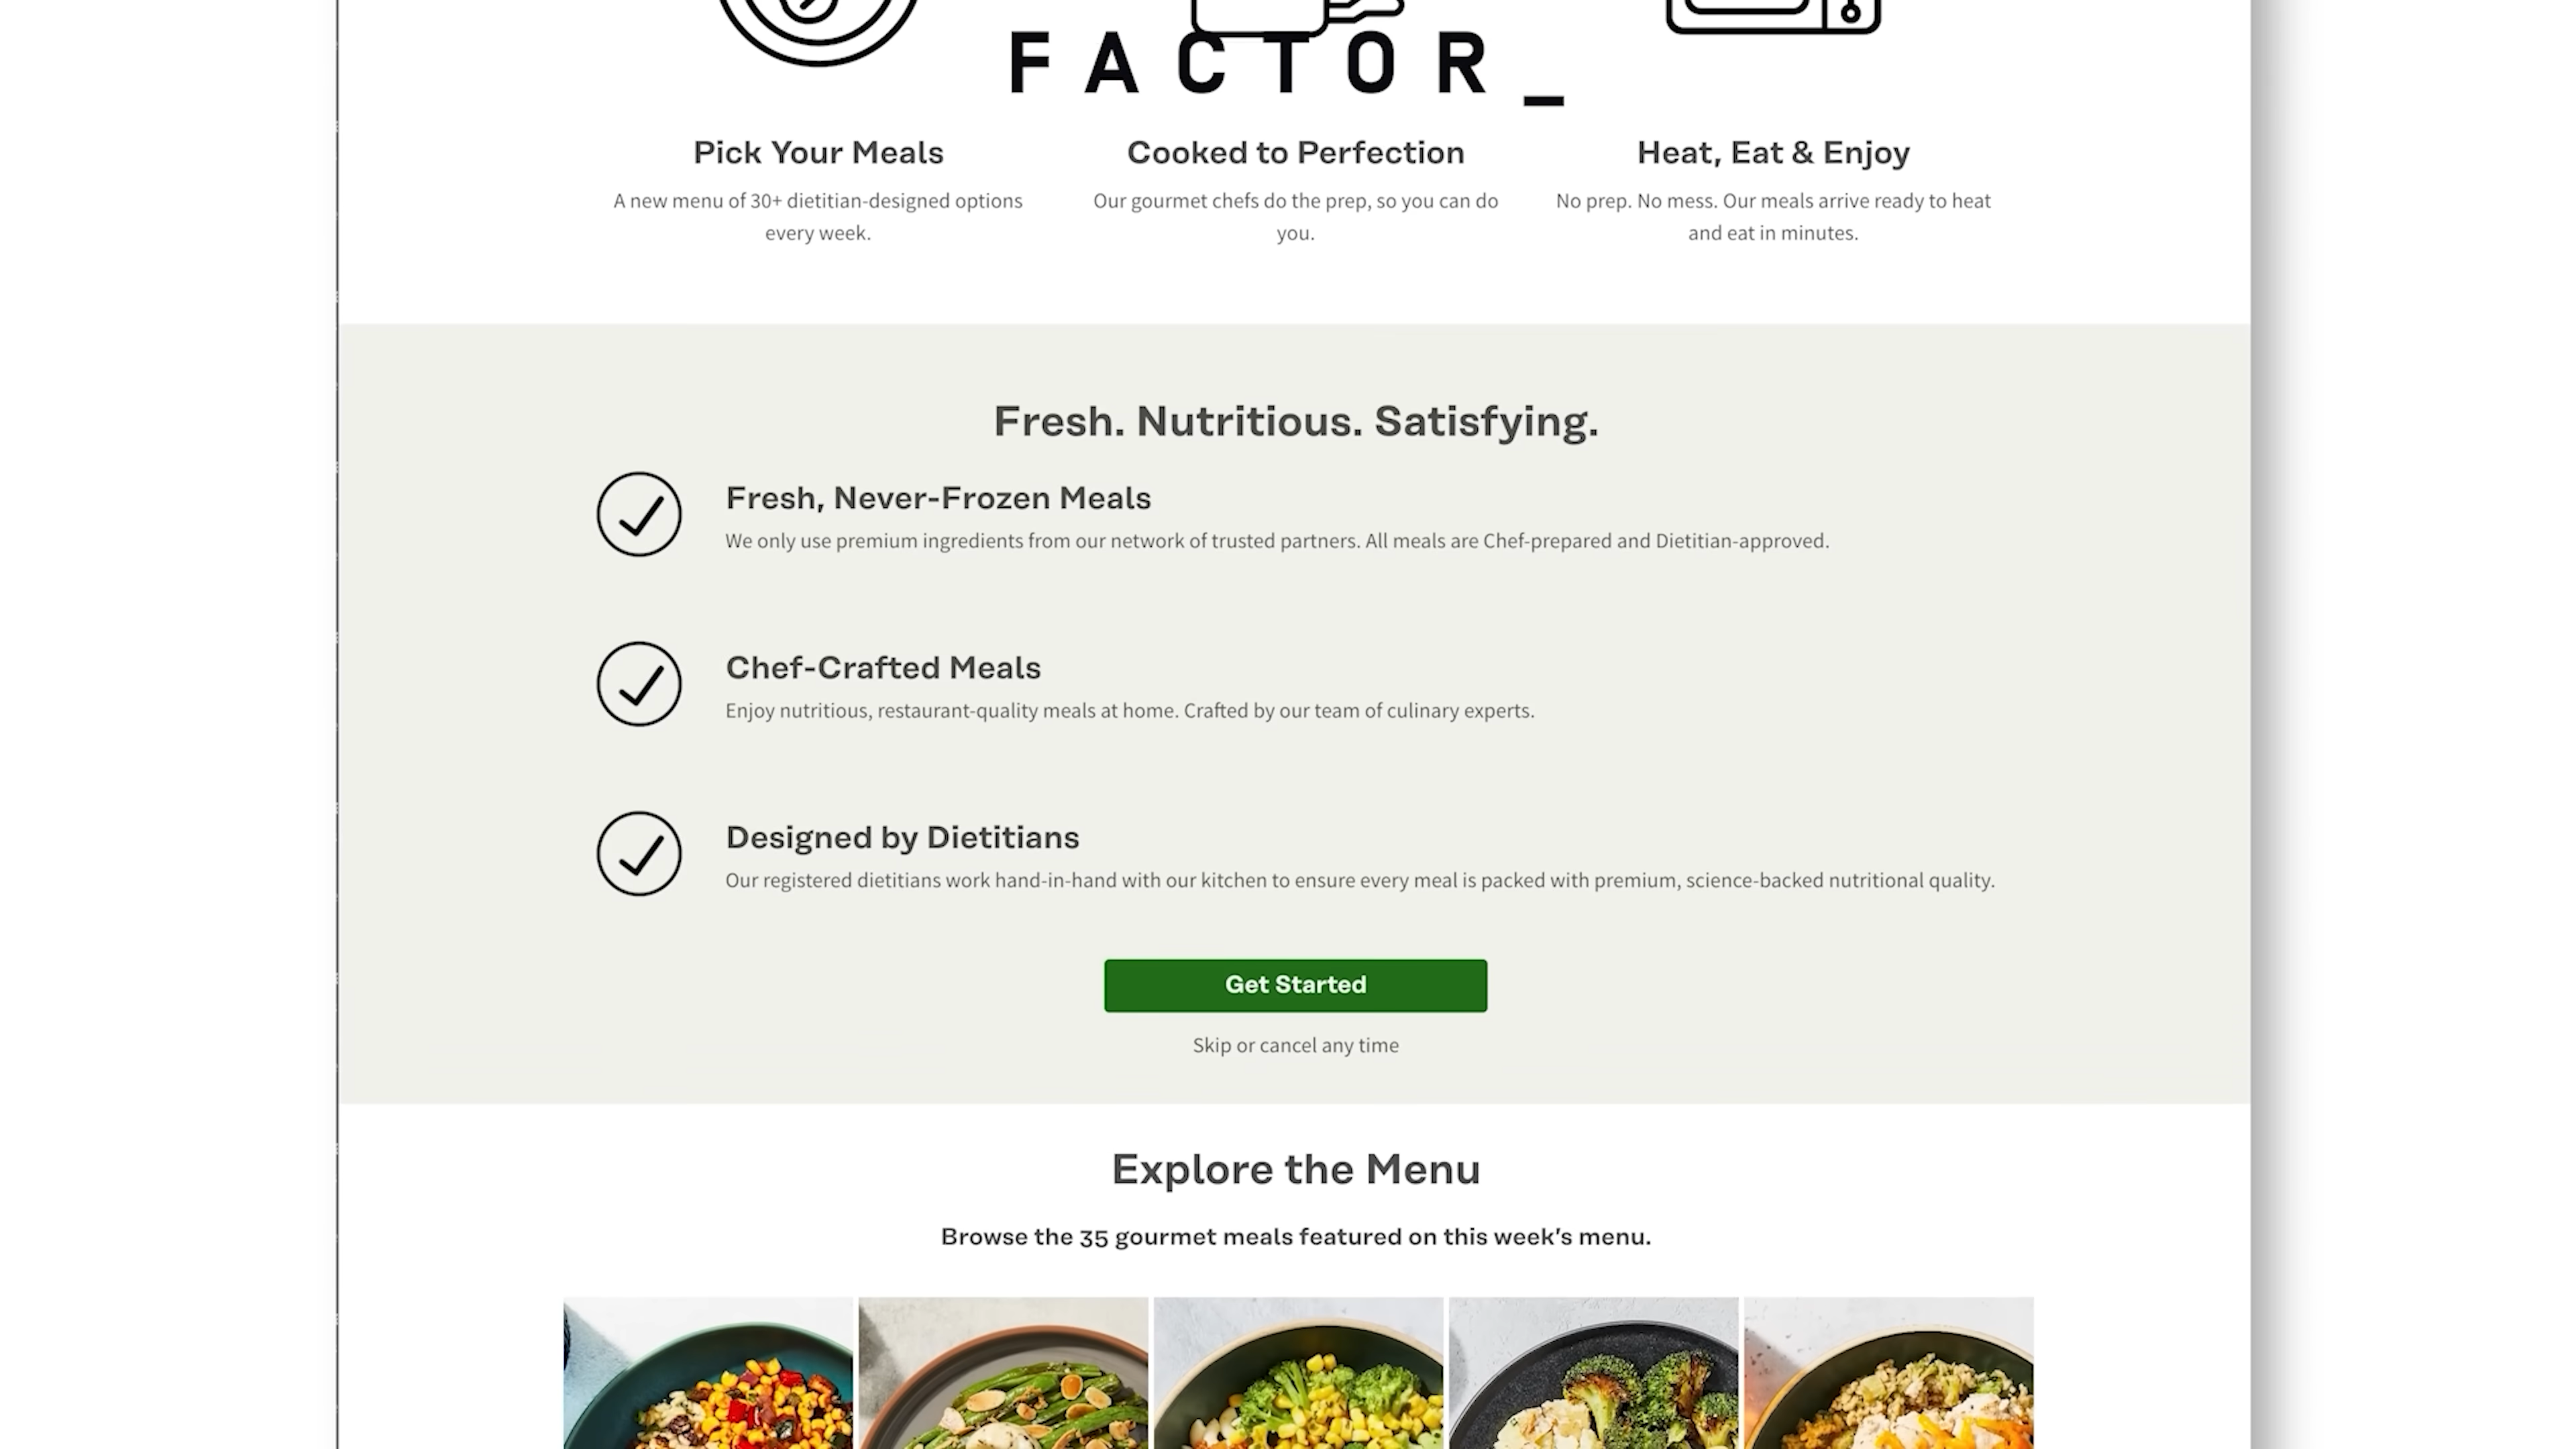 FACTOR_
Pick Your Meals
A new menu of 30+ dietitian-designed options
every week.
Cooked to Perfection
Our gourmet chefs do the prep, so you can do
you.
Heat, Eat & Enjoy
No prep. No mess. Our meals arrive ready to heat
and eat in minutes.
Fresh. Nutritious. Satisfying.
Fresh, Never-Frozen Meals
We only use premium ingredients from our network of trusted partners. All meals are Chef-prepared and Dietitian-approved.
Chef-Crafted Meals
Enjoy nutritious, restaurant-quality meals at home. Crafted by our team of culinary experts.
Designed by Dietitians
Our registered dietitians work hand-in-hand with our kitchen to ensure every meal is packed with premium, science-backed nutritional quality.
Get Started
Skip or cancel any time
Explore the Menu
Browse the 35 gourmet meals featured on this week's menu.